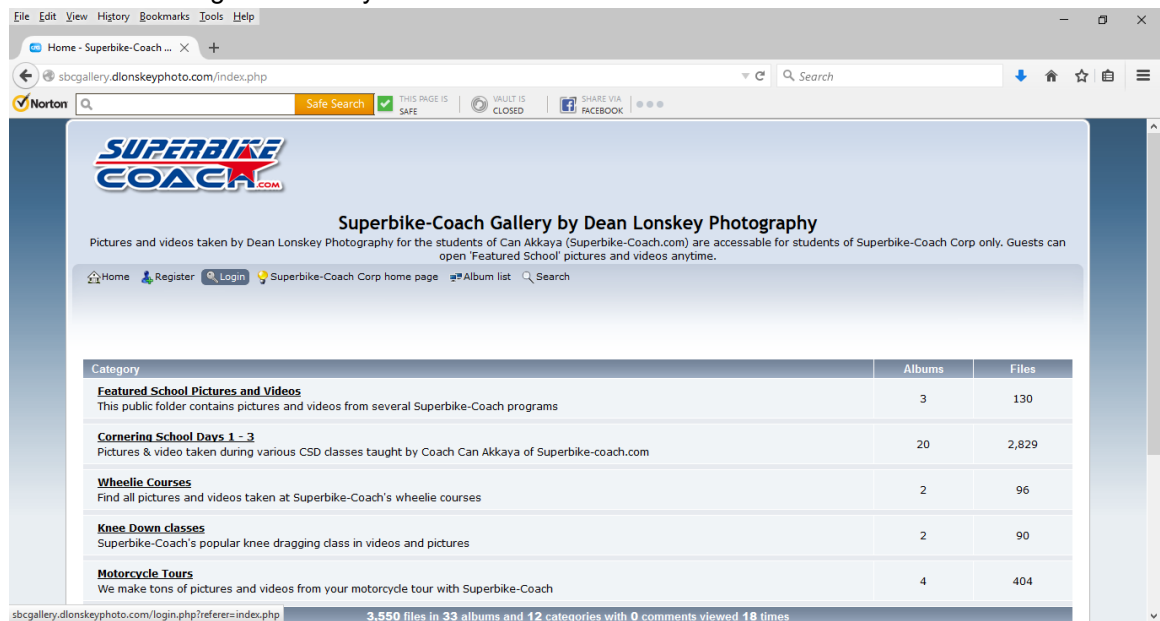 File Edit View History Bookmarks Tools Help
Home - Superbike-Coach ...
sbcgallery.dlonskeyphoto.com/index.php
Search
Norton
Safe Search
THIS PAGE IS
SAFE
VAULT IS
CLOSED
SHARE VIA
FACEBOOK
SUPERBIKE
COACH.COM
Superbike-Coach Gallery by Dean Lonskey Photography
Pictures and videos taken by Dean Lonskey Photography for the students of Can Akkaya (Superbike-Coach.com) are accessable for students of Superbike-Coach Corp only. Guests can
open 'Featured School' pictures and videos anytime.
Home Register Login Superbike-Coach Corp home page Album list Search
Category Albums Files
Featured School Pictures and Videos
This public folder contains pictures and videos from several Superbike-Coach programs
3 130
Cornering School Days 1 - 3
Pictures & video taken during various CSD classes taught by Coach Can Akkaya of Superbike-coach.com
20 2,829
Wheelie Courses
Find all pictures and videos taken at Superbike-Coach's wheelie courses
2 96
Knee Down classes
Superbike-Coach's popular knee dragging class in videos and pictures
2 90
Motorcycle Tours
We make tons of pictures and videos from your motorcycle tour with Superbike-Coach
4 404
sbcgallery.dlonskeyphoto.com/login.php?referer=index.php
3,550 files in 33 albums and 12 categories with 0 comments viewed 18 times